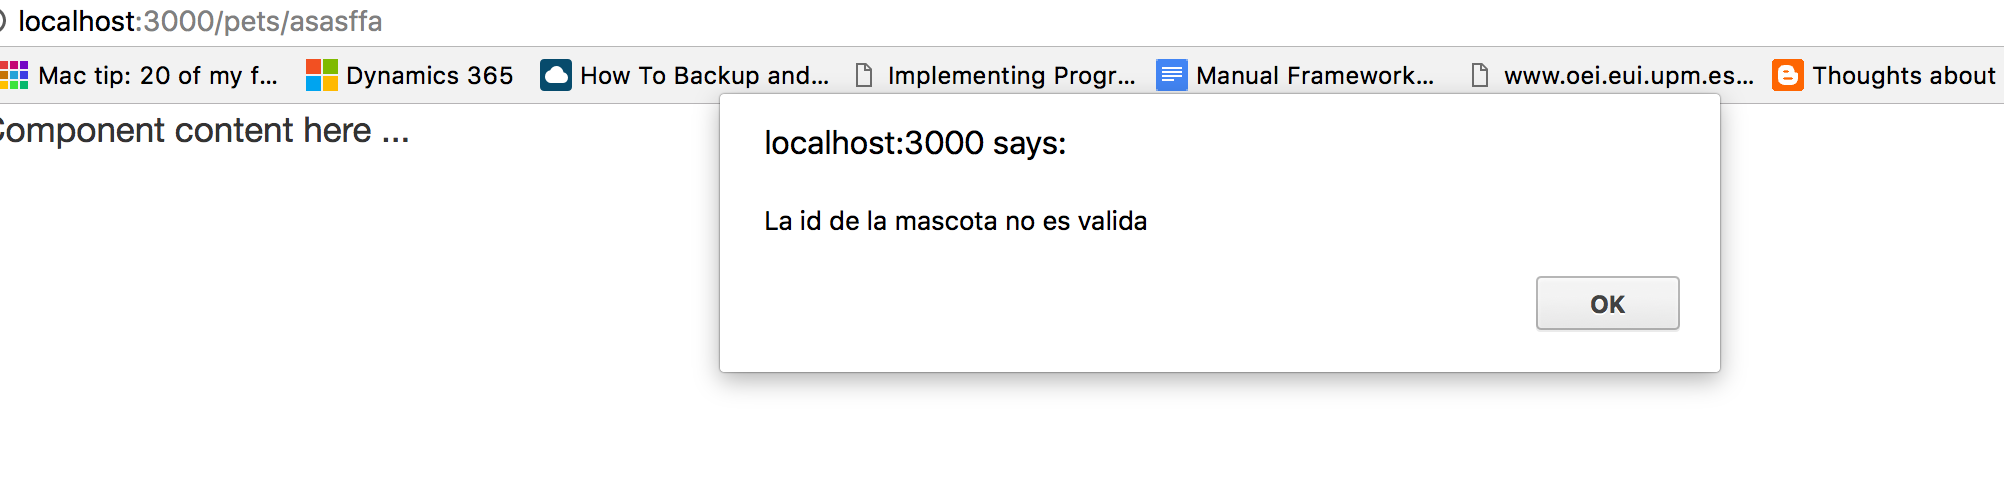 localhost:3000/pets/asasffa
Mac tip: 20 of my f... Dynamics 365 How To Backup and... Implementing Progr... Manual Framework... www.oei.eui.upm.es... Thoughts about
Component content here ...
localhost:3000 says:
La id de la mascota no es valida
OK